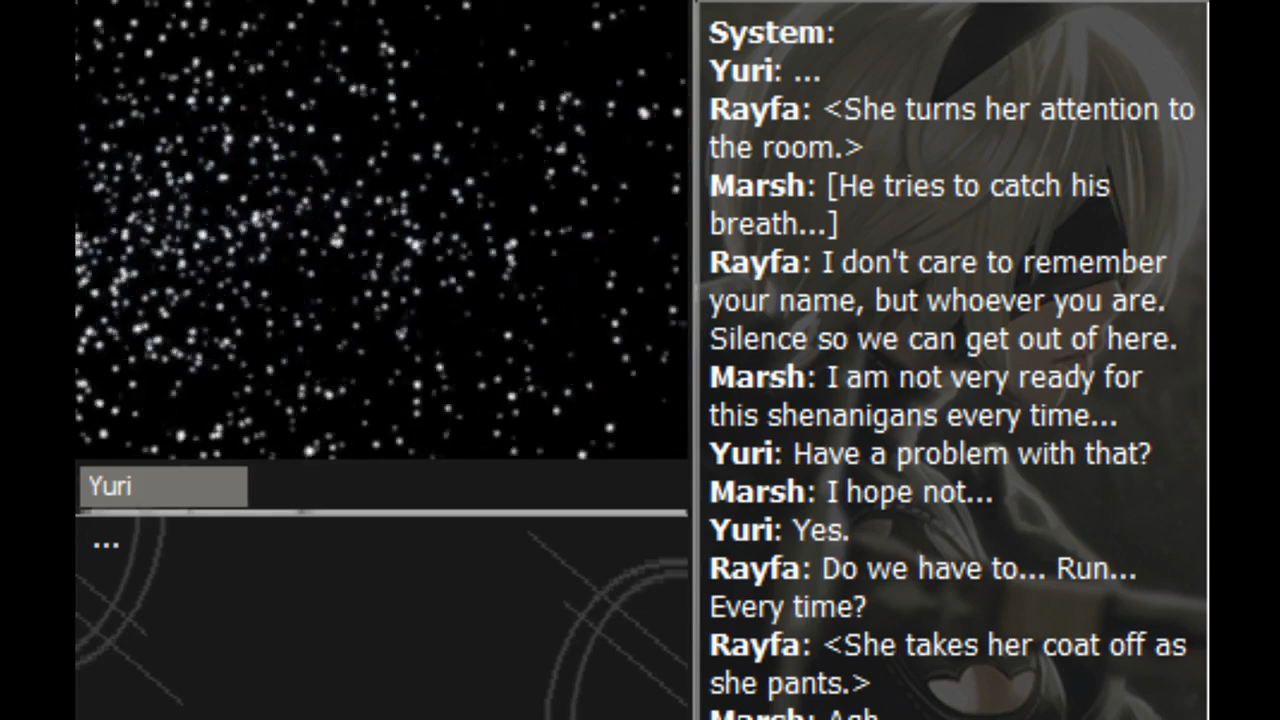 Yuri
...
System:
Yuri: ...
Rayfa: <She turns her attention to
the room.>
Marsh: [He tries to catch his
breath...]
Rayfa: I don't care to remember
your name, but whoever you are.
Silence so we can get out of here.
Marsh: I am not very ready for
this shenanigans every time...
Yuri: Have a problem with that?
Marsh: I hope not...
Yuri: Yes.
Rayfa: Do we have to... Run...
Every time?
Rayfa: <She takes her coat off as
she pants.>
Marsh: Agh